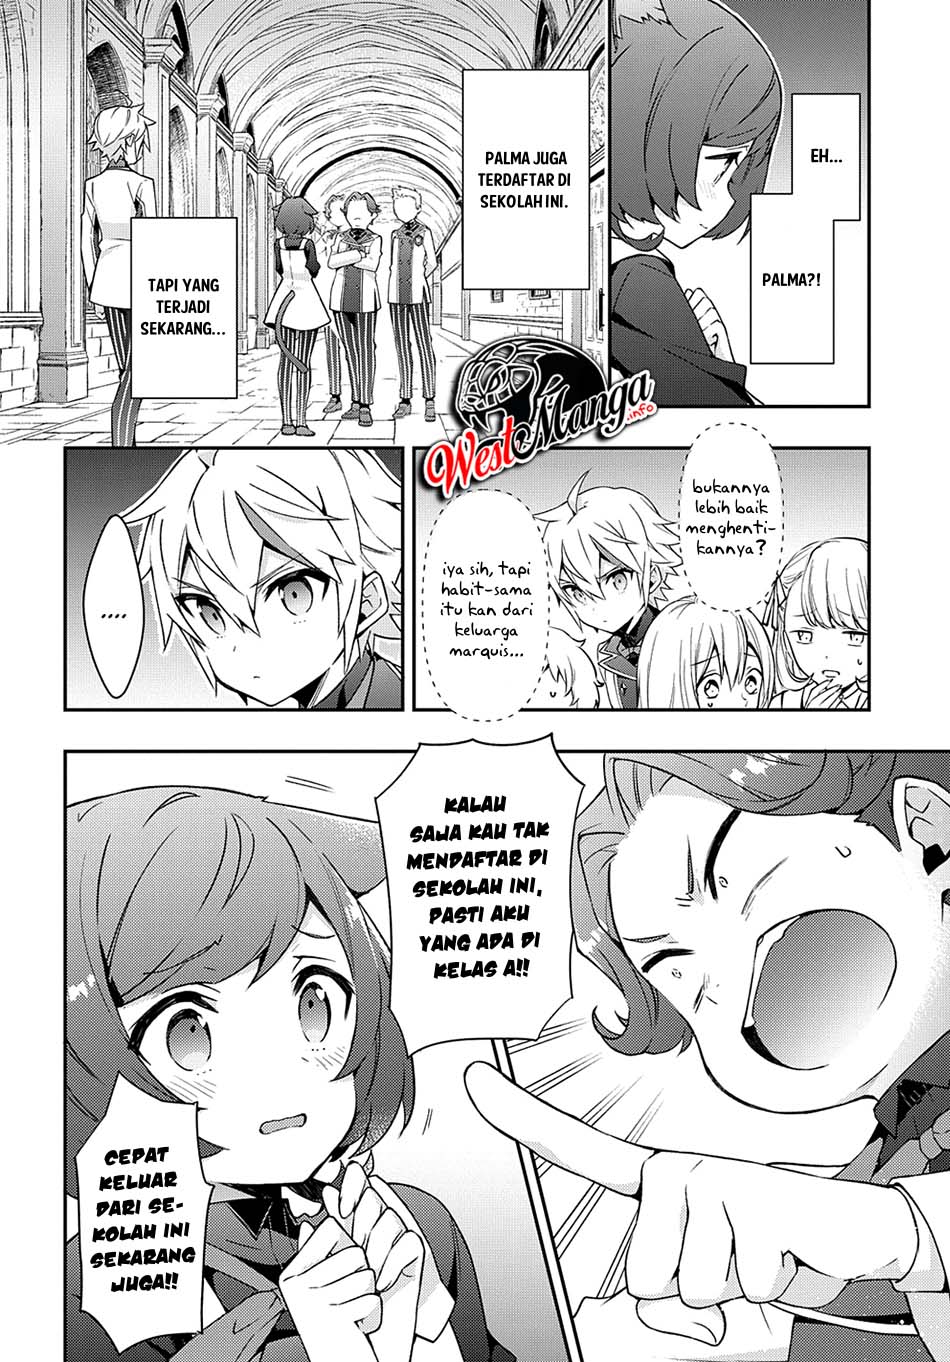 EH...
PALMA?!
PALMA JUGA
TERDAFTAR DI
SEKOLAH INI.
TAPI YANG
TERJADI
SEKARANG...
WestManga
.info
bukannya
lebih baik
menghenti-
kannya?
iya sih, tapi
habit-sama
itu kan dari
keluarga
marquis...
.....
KALAU
SAJA KAU TAK
MENDAFTAR DI
SEKOLAH INI,
PASTI AKU
YANG ADA DI
KELAS A!!
CEPAT
KELUAR
DARI SE-
KOLAH INI
SEKARANG
JUGA!!